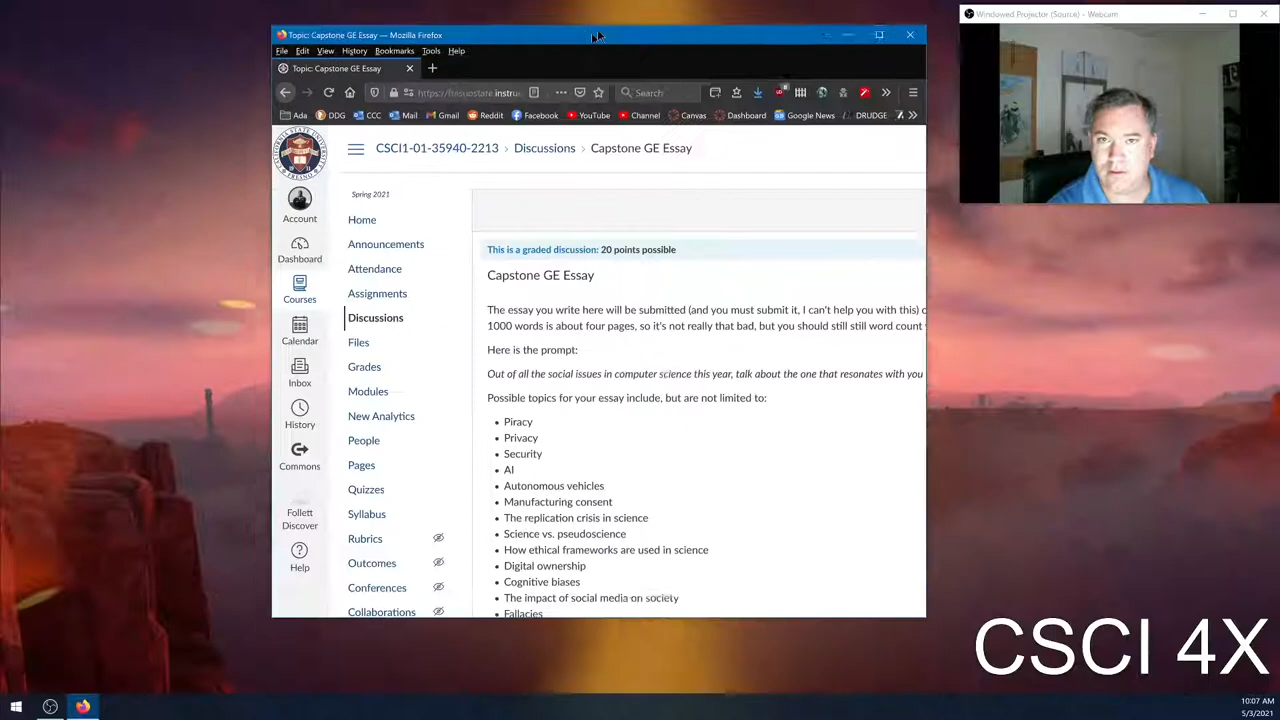 Topic: Capstone GE Essay — Mozilla Firefox
Windowed Projector (Source) - Webcam
File Edit View History Bookmarks Tools Help
Topic: Capstone GE Essay
https://fresnostate.instru
Search
Ada DDG CCC Mail Gmail Reddit Facebook YouTube Channel Canvas Dashboard Google News DRUDGE
CSCI1-01-35940-2213 › Discussions › Capstone GE Essay
Spring 2021
Account
Dashboard
Courses
Calendar
Inbox
History
Commons
Follett
Discover
Help
Home
Announcements
Attendance
Assignments
Discussions
Files
Grades
Modules
New Analytics
People
Pages
Quizzes
Syllabus
Rubrics
Outcomes
Conferences
Collaborations
This is a graded discussion: 20 points possible
Capstone GE Essay
The essay you write here will be submitted (and you must submit it, I can't help you with this)
1000 words is about four pages, so it's not really that bad, but you should still still word count
Here is the prompt:
Out of all the social issues in computer science this year, talk about the one that resonates with you
Possible topics for your essay include, but are not limited to:
• Piracy
• Privacy
• Security
• AI
• Autonomous vehicles
• Manufacturing consent
• The replication crisis in science
• Science vs. pseudoscience
• How ethical frameworks are used in science
• Digital ownership
• Cognitive biases
• The impact of social media on society
• Fallacies
CSCI 4X
10:07 AM
5/3/2021